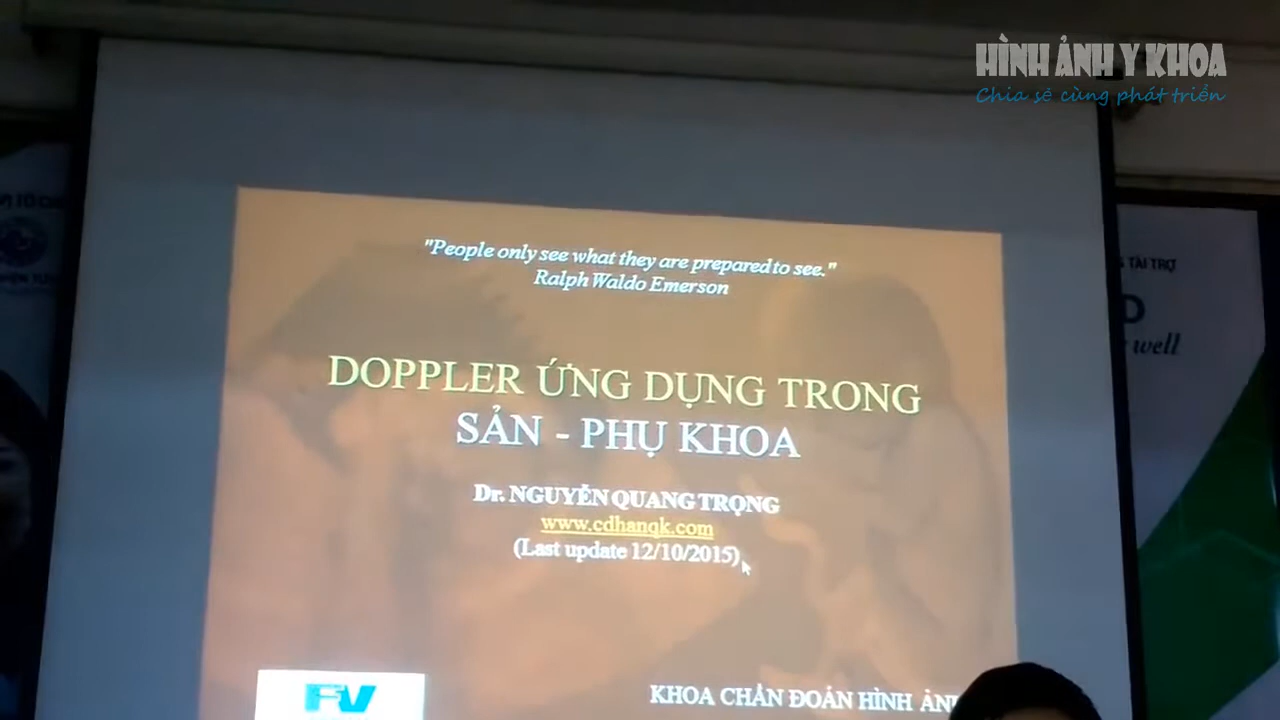 HÌNH ẢNH Y KHOA
Chia sẻ cùng phát triển
"People only see what they are prepared to see."
Ralph Waldo Emerson
DOPPLER ỨNG DỤNG TRONG
SẢN - PHỤ KHOA
Dr. NGUYỄN QUANG TRỌNG
www.cdhanqk.com
(Last update 12/10/2015)
FV
KHOA CHẨN ĐOÁN HÌNH ẢN
TÀI TRỢ
well